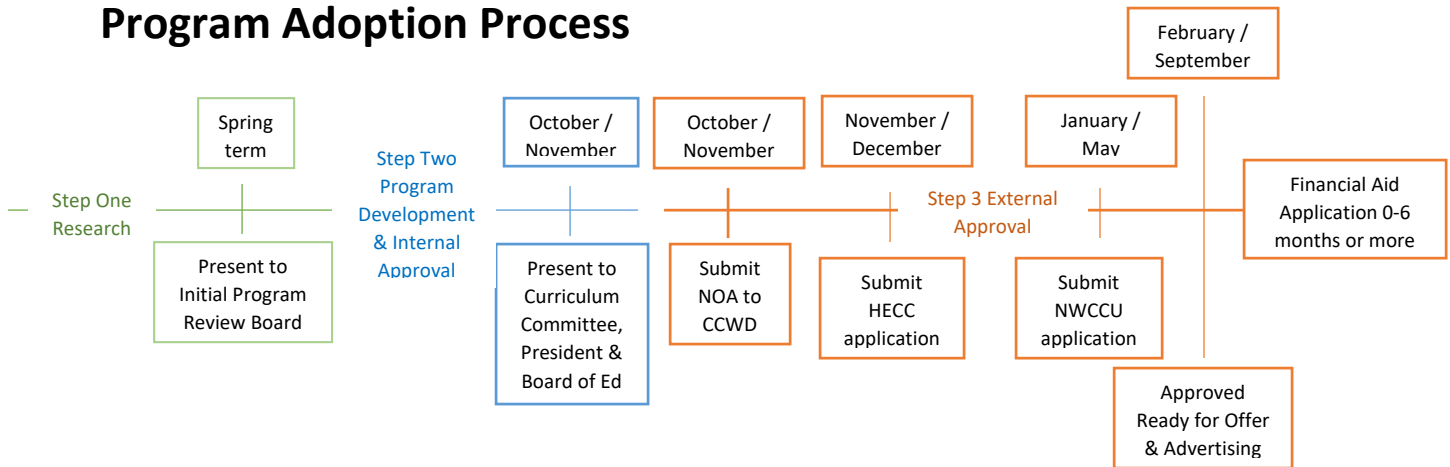 Program Adoption Process
February /
September
Spring
term
October /
November
October /
November
November /
December
January /
May
Step One
Research
Step Two
Program
Development
& Internal
Approval
Step 3 External
Approval
Financial Aid
Application 0-6
months or more
Present to
Initial Program
Review Board
Present to
Curriculum
Committee,
President &
Board of Ed
Submit
NOA to
CCWD
Submit
HECC
application
Submit
NWCCU
application
Approved
Ready for Offer
& Advertising